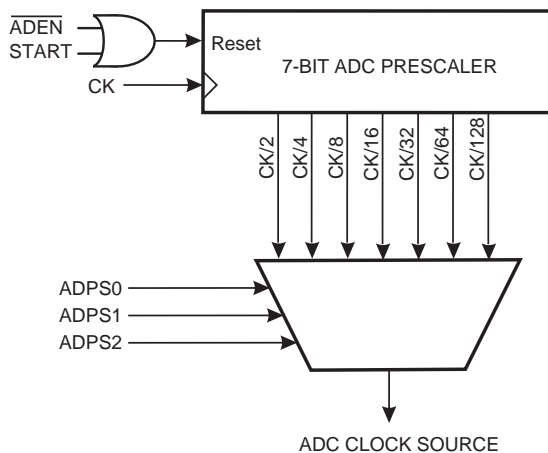 ADEN
START
Reset
7-BIT ADC PRESCALER
CK
CK/2
CK/4
CK/8
CK/16
CK/32
CK/64
CK/128
ADPS0
ADPS1
ADPS2
ADC CLOCK SOURCE